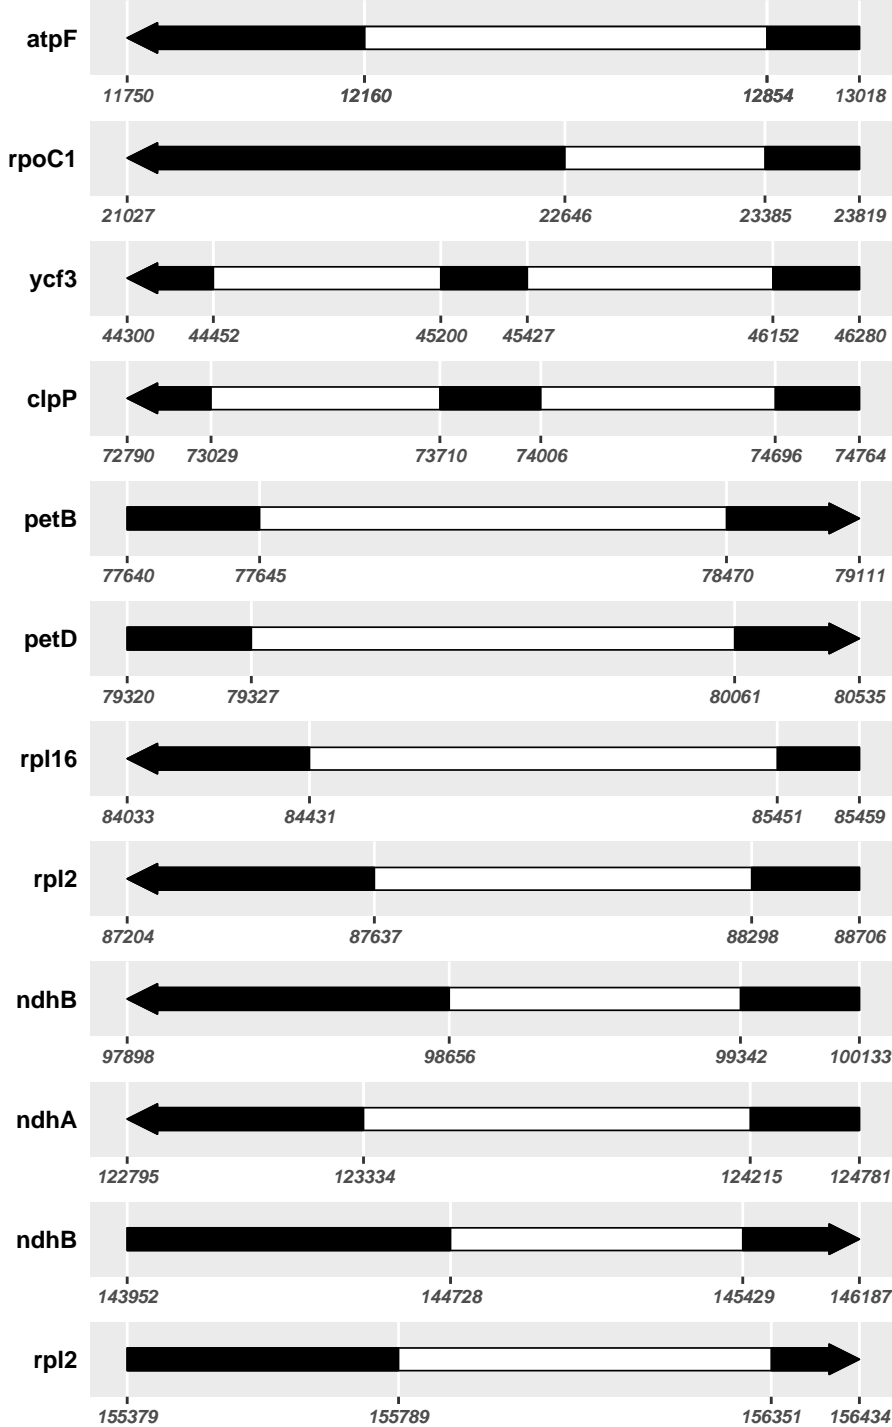 atpF
11750 12160 12854 13018
rpoC1
21027 22646 23385 23819
ycf3
44300 44452 45200 45427 46152 46280
clpP
72790 73029 73710 74006 74696 74764
petB
77640 77645 78470 79111
petD
79320 79327 80061 80535
rpl16
84033 84431 85451 85459
rpl2
87204 87637 88298 88706
ndhB
97898 98656 99342 100133
ndhA
122795 123334 124215 124781
ndhB
143952 144728 145429 146187
rpl2
155379 155789 156351 156434